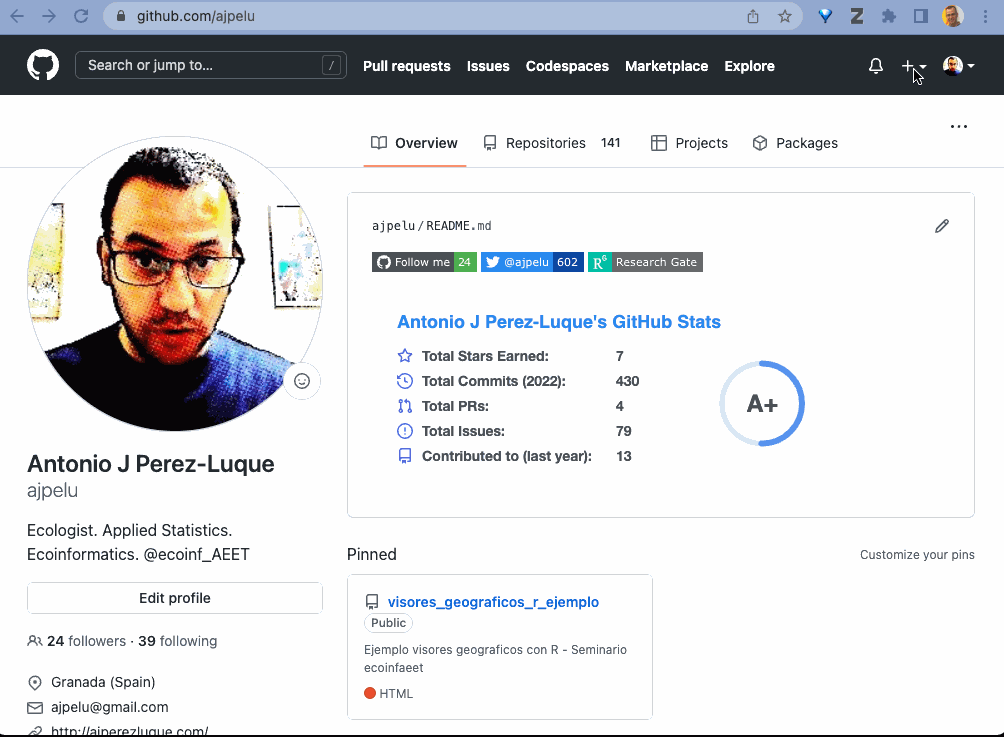 github.com/ajpelu
Search or jump to... /
Pull requests Issues Codespaces Marketplace Explore
Overview Repositories 141 Projects Packages
ajpelu/README.md
Follow me 24 @ajpelu 602 R6 Research Gate
Antonio J Perez-Luque's GitHub Stats
Total Stars Earned: 7
Total Commits (2022): 430
Total PRs: 4
Total Issues: 79
Contributed to (last year): 13
A+
Antonio J Perez-Luque
ajpelu
Ecologist. Applied Statistics.
Ecoinformatics. @ecoinf_AEET
Edit profile
24 followers · 39 following
Granada (Spain)
ajpelu@gmail.com
http://ajperezluque.com/
Pinned
Customize your pins
visores_geograficos_r_ejemplo
Public
Ejemplo visores geograficos con R - Seminario
ecoinfaeet
HTML